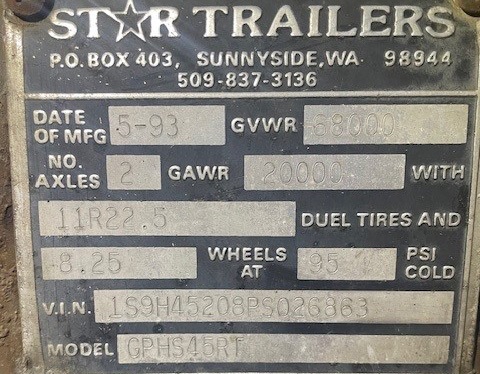 ST☆R TRAILERS
P.O. BOX 403, SUNNYSIDE, WA. 98944
509-837-3136
DATE OF MFG 5-93 GVWR 68000
NO. AXLES 2 GAWR 20000 WITH
11R22.5 DUEL TIRES AND
8.25 WHEELS AT 95 PSI COLD
V.I.N. 1S9H45208PS026863
MODEL GPHS45RT